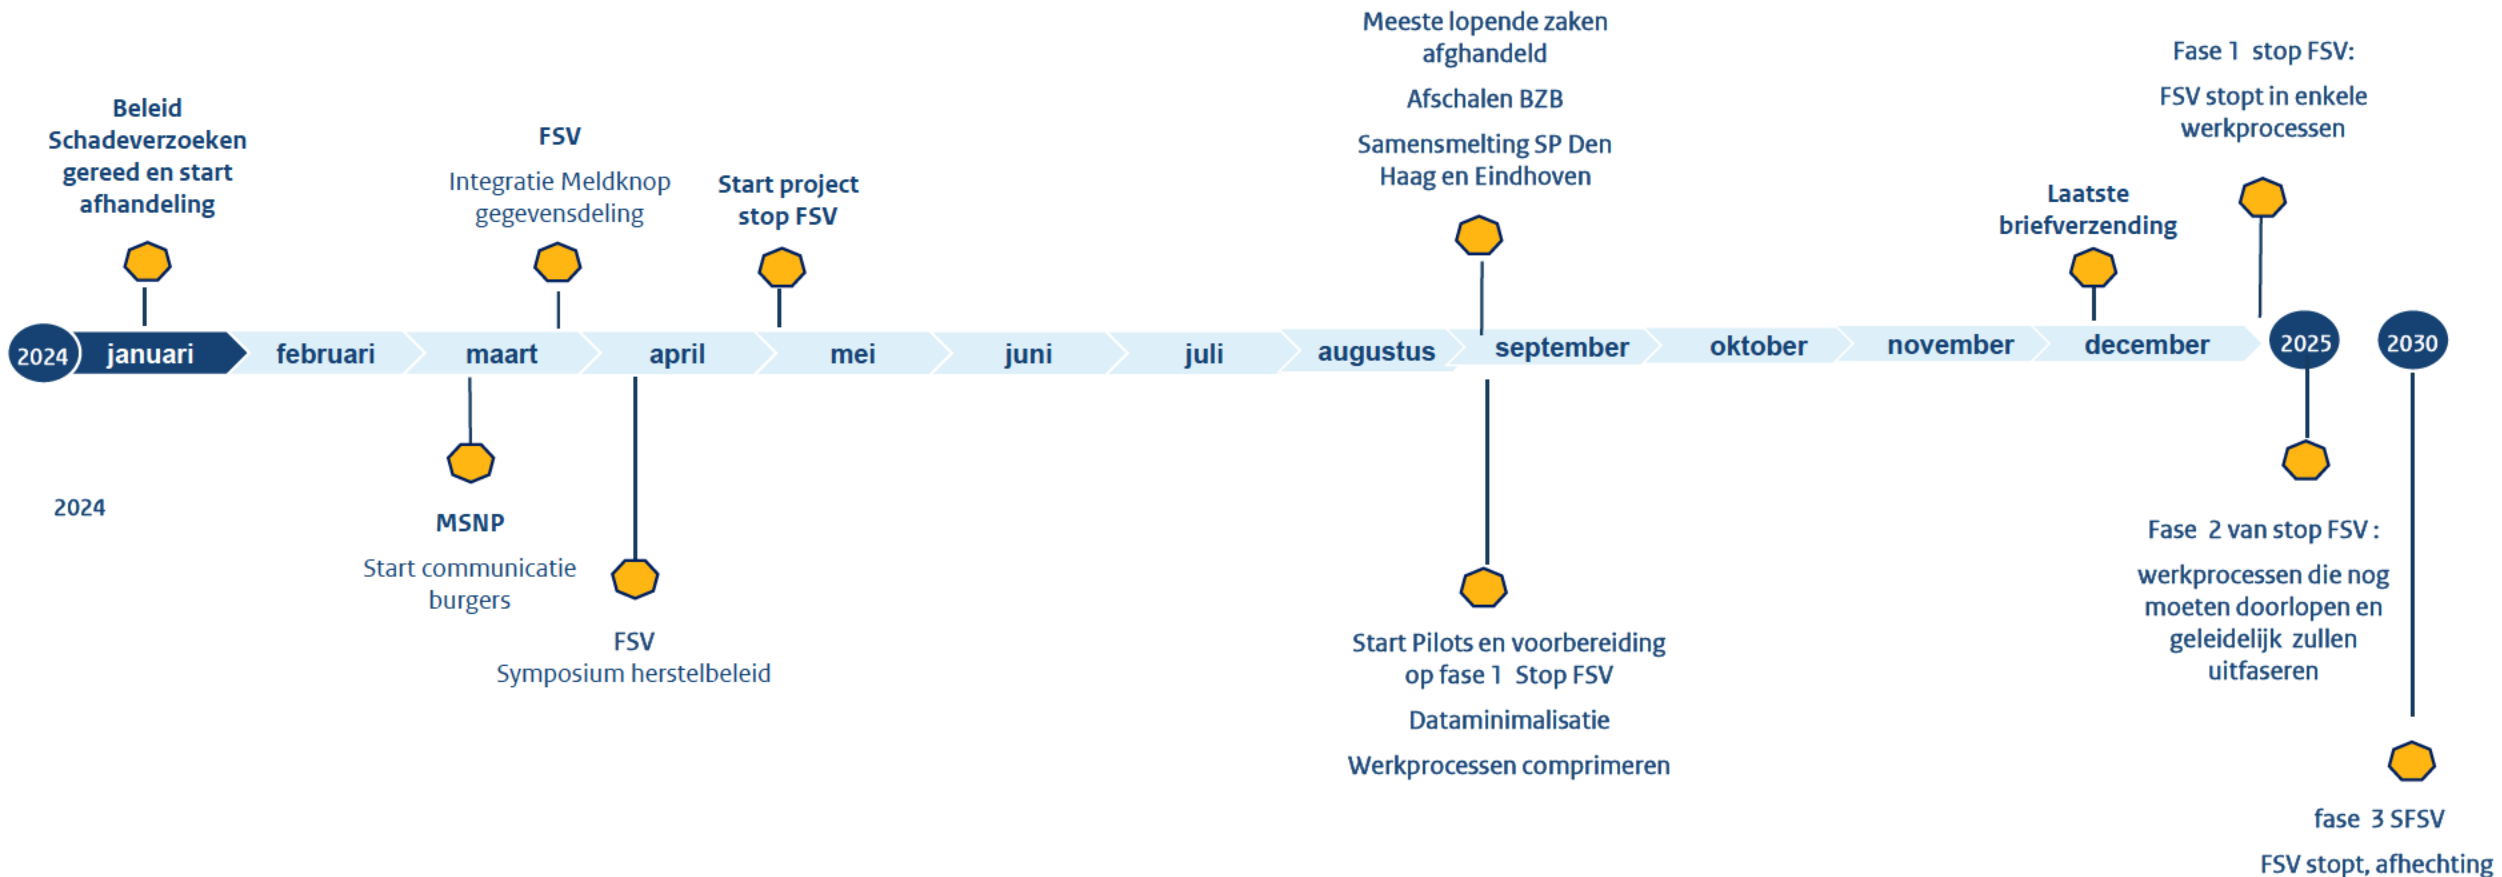 Meeste lopende zaken
afghandeld
Afschalen BZB
Samensmelting SP Den
Haag en Eindhoven
Fase 1 stop FSV:
FSV stopt in enkele
werkprocessen
Beleid
Schadeverzoeken
gereed en start
afhandeling
FSV
Integratie Meldknop
gegevensdeling
Start project
stop FSV
Laatste
briefverzending
2024 januari februari maart april mei juni juli augustus september oktober november december 2025 2030
2024
MSNP
Start communicatie
burgers
FSV
Symposium herstelbeleid
Start Pilots en voorbereiding
op fase 1 Stop FSV
Dataminimalisatie
Werkprocessen comprimeren
Fase 2 van stop FSV :
werkprocessen die nog
moeten doorlopen en
geleidelijk zullen
uitfaseren
fase 3 SFSV
FSV stopt, afhechting